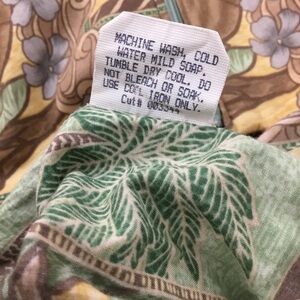 MACHINE WASH, COLD
WATER MILD SOAP.
TUMBLE DRY COOL. DO
NOT BLEACH OR SOAK.
USE COOL IRON ONLY.
Cut# 003544